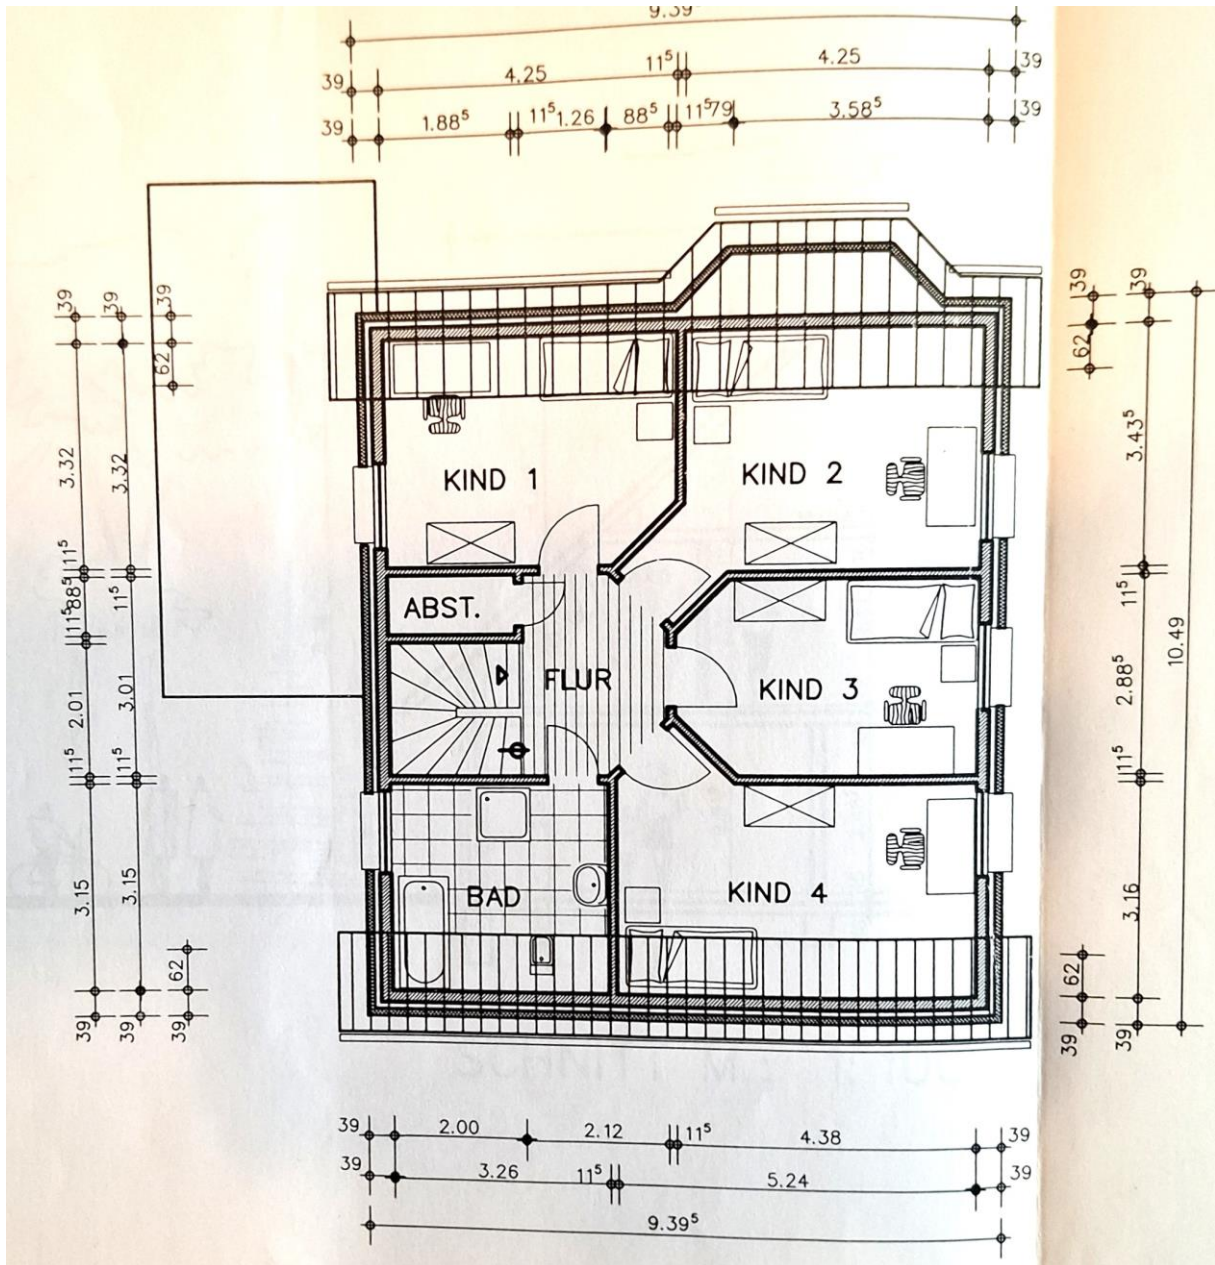 9.39⁵
39 4.25 11⁵ 4.25 39
39 1.88⁵ 11⁵ 1.26 88⁵ 11⁵ 79 3.58⁵ 39
39 39 39
62
3.32 3.32
11⁵ 88⁵ 11⁵
11⁵
2.01 3.01
11⁵ 11⁵
3.15 3.15
62
39 39 39
KIND 1
KIND 2
ABST.
FLUR
KIND 3
BAD
KIND 4
39 39
62
3.43⁵
11⁵
10.49
2.88⁵
11⁵
3.16
62
39 39
39 2.00 2.12 11⁵ 4.38 39
39 3.26 11⁵ 5.24 39
9.39⁵